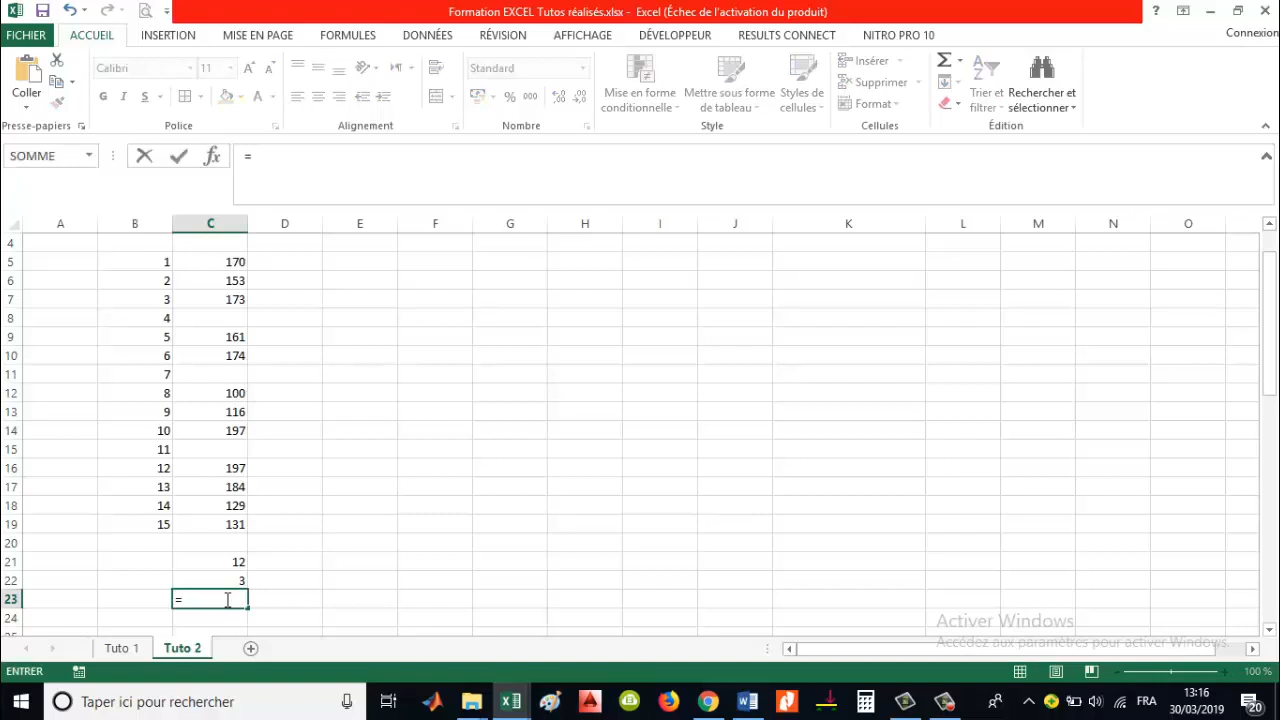 Formation EXCEL Tutos réalisés.xlsx - Excel (Échec de l'activation du produit)
?
FICHIER ACCUEIL INSERTION MISE EN PAGE FORMULES DONNÉES RÉVISION AFFICHAGE DÉVELOPPEUR RESULTS CONNECT NITRO PRO 10 Connexion
Coller
Presse-papiers
Calibri 11
G I S
Police
Alignement
Standard
% 000
Nombre
Mise en forme conditionnelle
Mettre sous forme de tableau
Styles de cellules
Style
Insérer
Supprimer
Format
Cellules
Σ
Trier et filtrer
Rechercher et sélectionner
Édition
SOMME fx =
A B C D E F G H I J K L M N O
4
5 1 170
6 2 153
7 3 173
8 4
9 5 161
10 6 174
11 7
12 8 100
13 9 116
14 10 197
15 11
16 12 197
17 13 184
18 14 129
19 15 131
20
21 12
22 3
23 =
24
Activer Windows
Accédez aux paramètres pour activer Windows.
Tuto 1 Tuto 2
ENTRER 100 %
Taper ici pour rechercher
FRA
13:16
30/03/2019
20